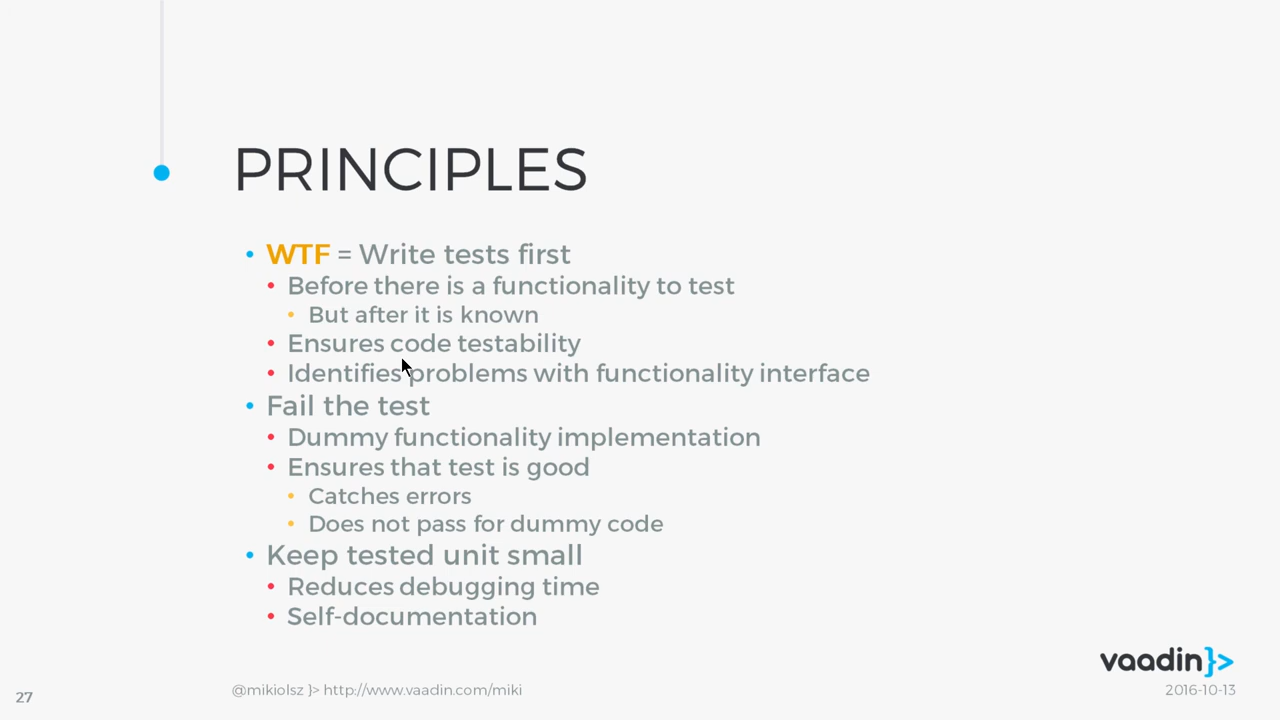 PRINCIPLES
• WTF = Write tests first
• Before there is a functionality to test
• But after it is known
• Ensures code testability
• Identifies problems with functionality interface
• Fail the test
• Dummy functionality implementation
• Ensures that test is good
• Catches errors
• Does not pass for dummy code
• Keep tested unit small
• Reduces debugging time
• Self-documentation
vaadin}>
27
@mikiolsz }> http://www.vaadin.com/miki
2016-10-13